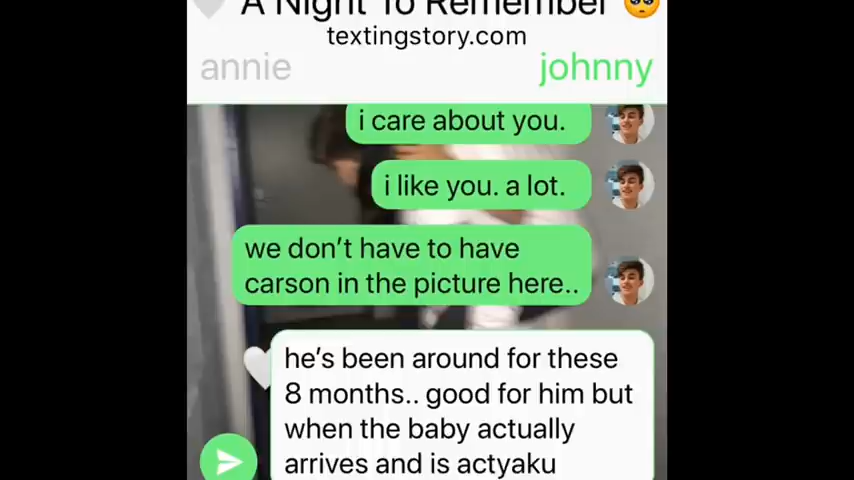 A Night To Remember 🥺
textingstory.com
annie
johnny
i care about you.
i like you. a lot.
we don’t have to have
carson in the picture here..
he’s been around for these
8 months.. good for him but
when the baby actually
arrives and is actyaku